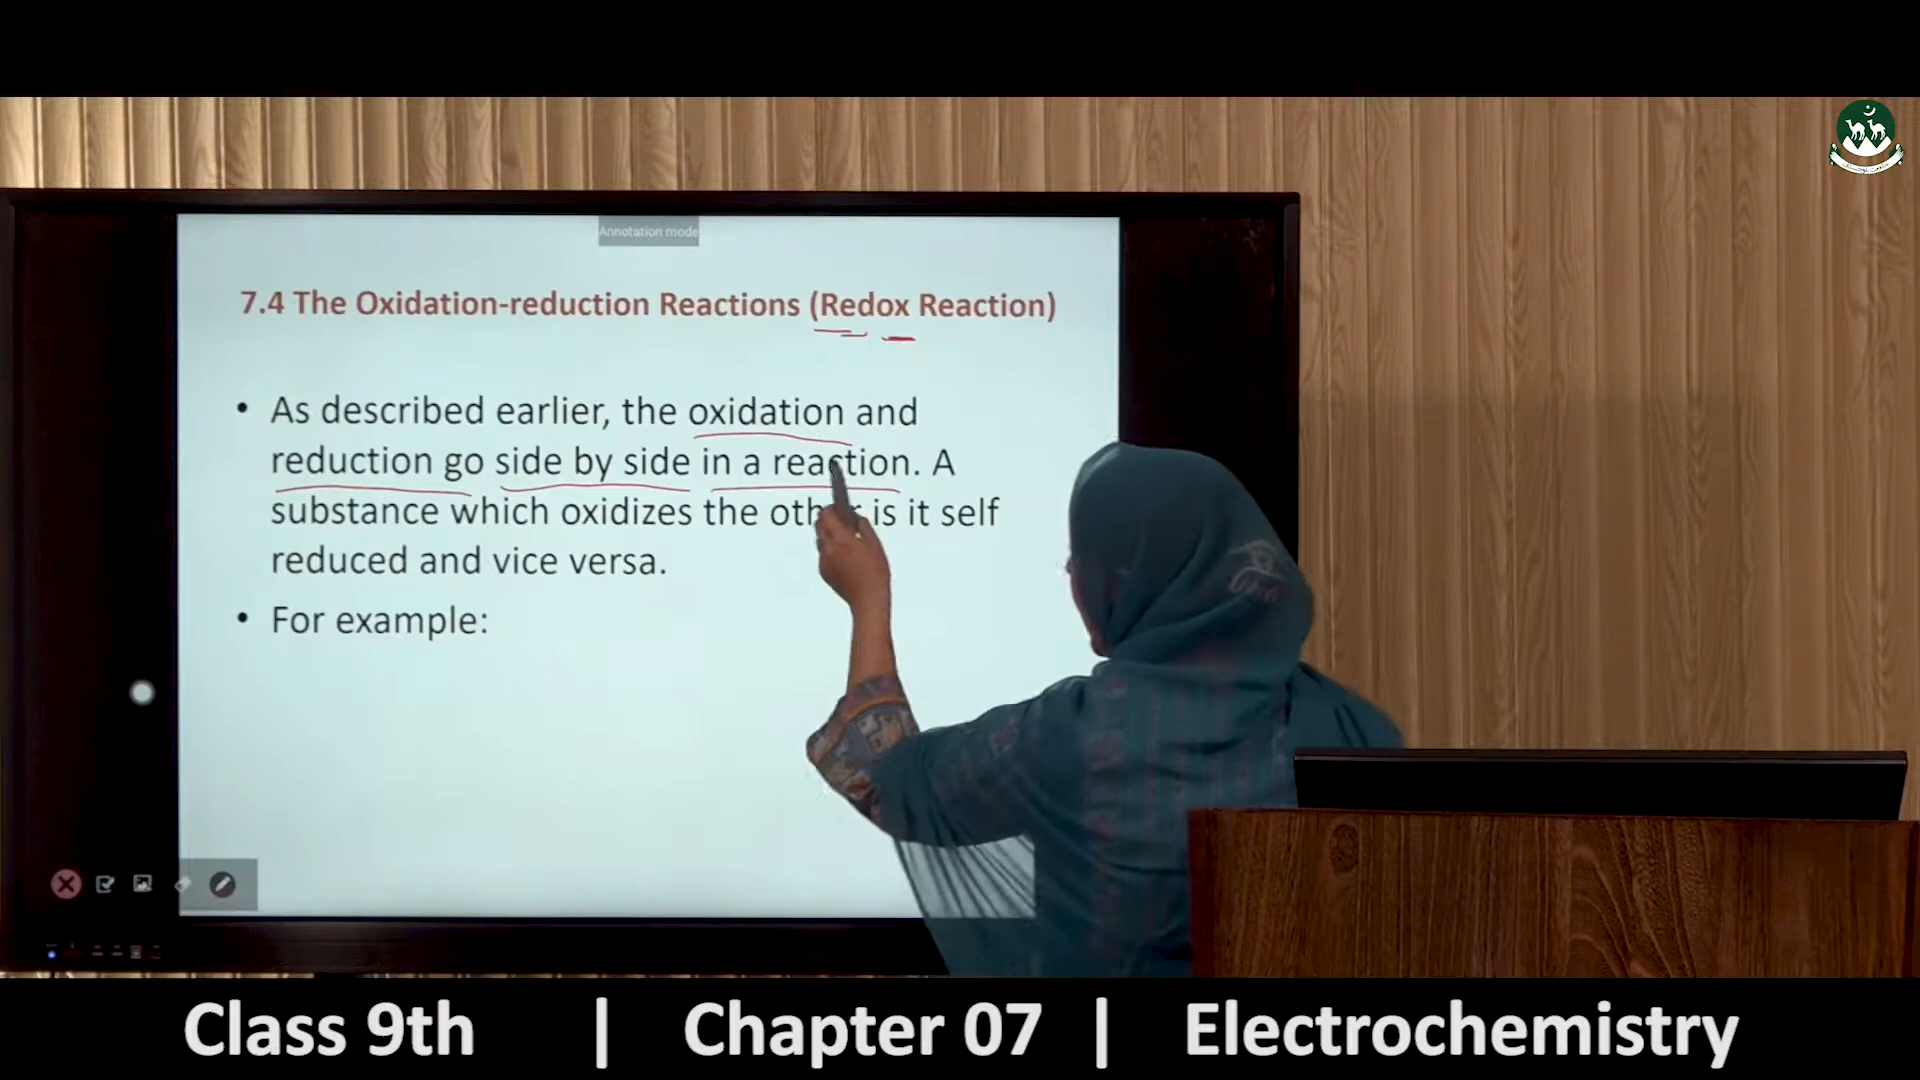 Annotation mode
7.4 The Oxidation-reduction Reactions (Redox Reaction)
• As described earlier, the oxidation and
reduction go side by side in a reaction. A
substance which oxidizes the other is it self
reduced and vice versa.
• For example:
Class 9th | Chapter 07 | Electrochemistry